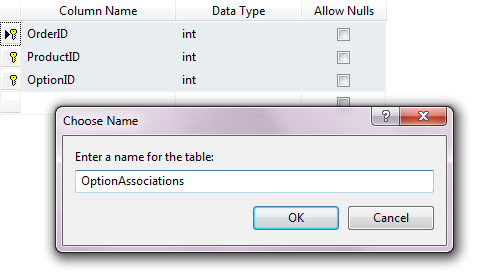 Column Name Data Type Allow Nulls
OrderID int
ProductID int
OptionID int
Choose Name
Enter a name for the table:
OptionAssociations
OK Cancel